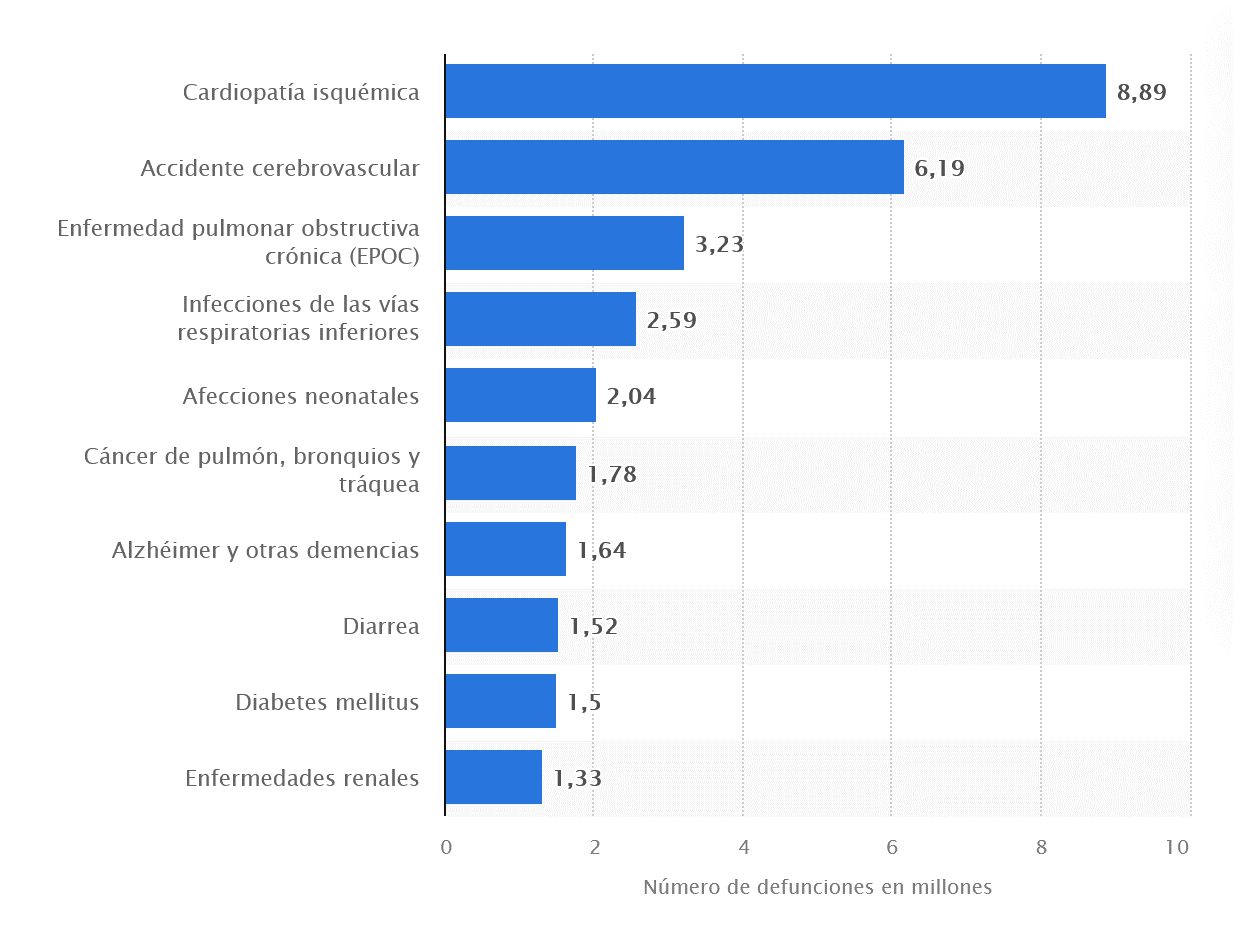 Cardiopatía isquémica
8,89
Accidente cerebrovascular
6,19
Enfermedad pulmonar obstructiva
crónica (EPOC)
3,23
Infecciones de las vías
respiratorias inferiores
2,59
Afecciones neonatales
2,04
Cáncer de pulmón, bronquios y
tráquea
1,78
Alzhéimer y otras demencias
1,64
Diarrea
1,52
Diabetes mellitus
1,5
Enfermedades renales
1,33
0 2 4 6 8 10
Número de defunciones en millones